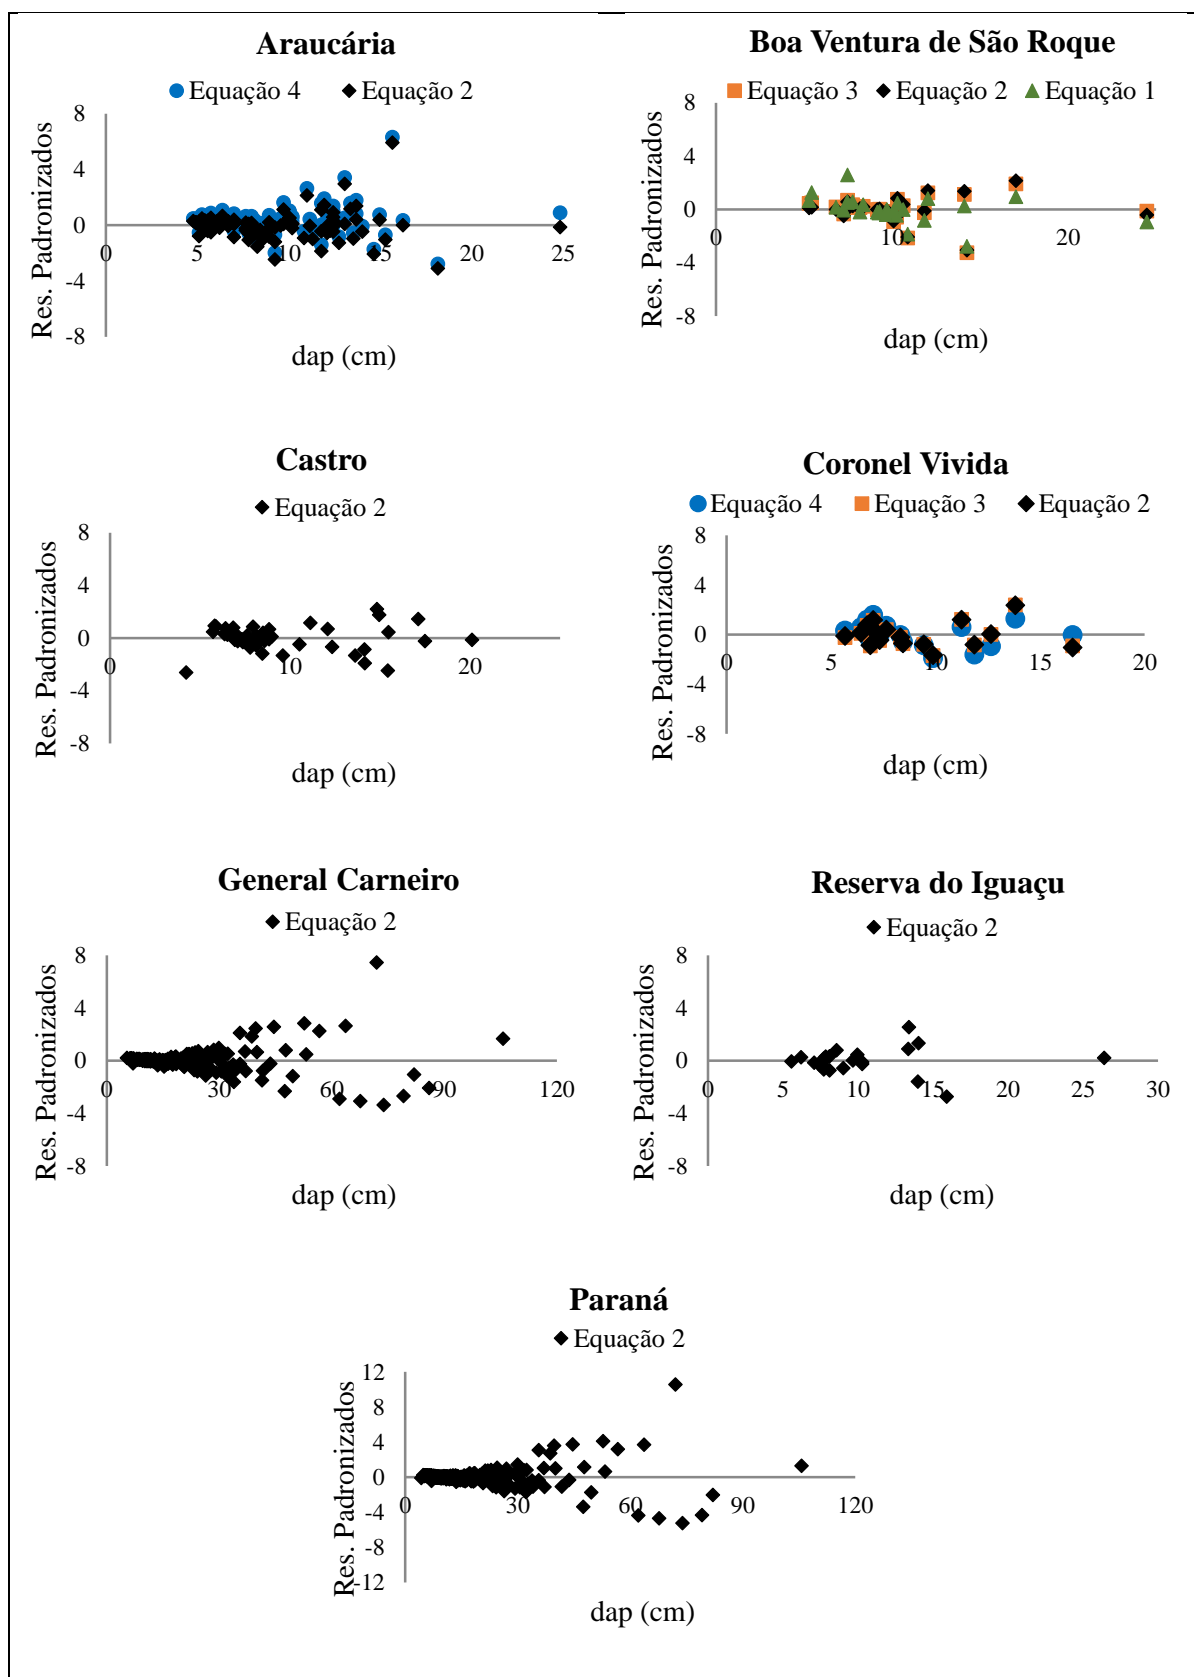 Araucária
Equação 4 Equação 2
8
4
0
-4
-8
0 5 10 15 20 25
Res. Padronizados
dap (cm)
Boa Ventura de São Roque
Equação 3 Equação 2 Equação 1
8
4
0
-4
-8
0 10 20
Res. Padronizados
dap (cm)
Castro
Equação 2
8
4
0
-4
-8
0 10 20
Res. Padronizados
dap (cm)
Coronel Vivida
Equação 4 Equação 3 Equação 2
8
4
0
-4
-8
0 5 10 15 20
Res. Padronizados
dap (cm)
General Carneiro
Equação 2
8
4
0
-4
-8
0 30 60 90 120
Res. Padronizados
dap (cm)
Reserva do Iguaçu
Equação 2
8
4
0
-4
-8
0 5 10 15 20 25 30
Res. Padronizados
dap (cm)
Paraná
Equação 2
12
8
4
0
-4
-8
-12
0 30 60 90 120
Res. Padronizados
dap (cm)